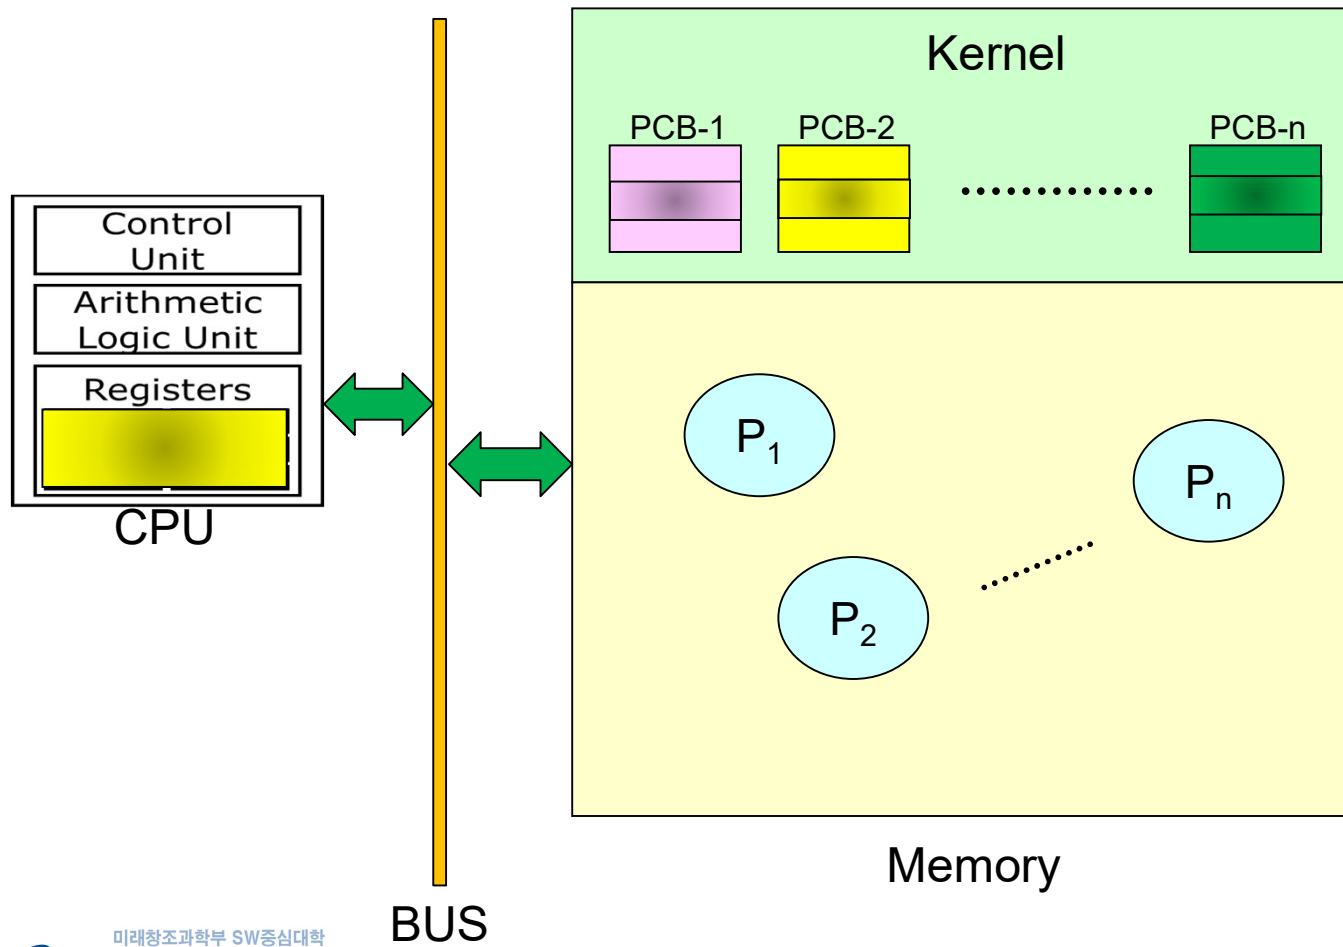 Kernel
PCB-1
PCB-2
PCB-n
Control
Unit
Arithmetic
Logic Unit
Registers
CPU
P1
Pn
P2
Memory
BUS
미래창조과학부 SW중심대학